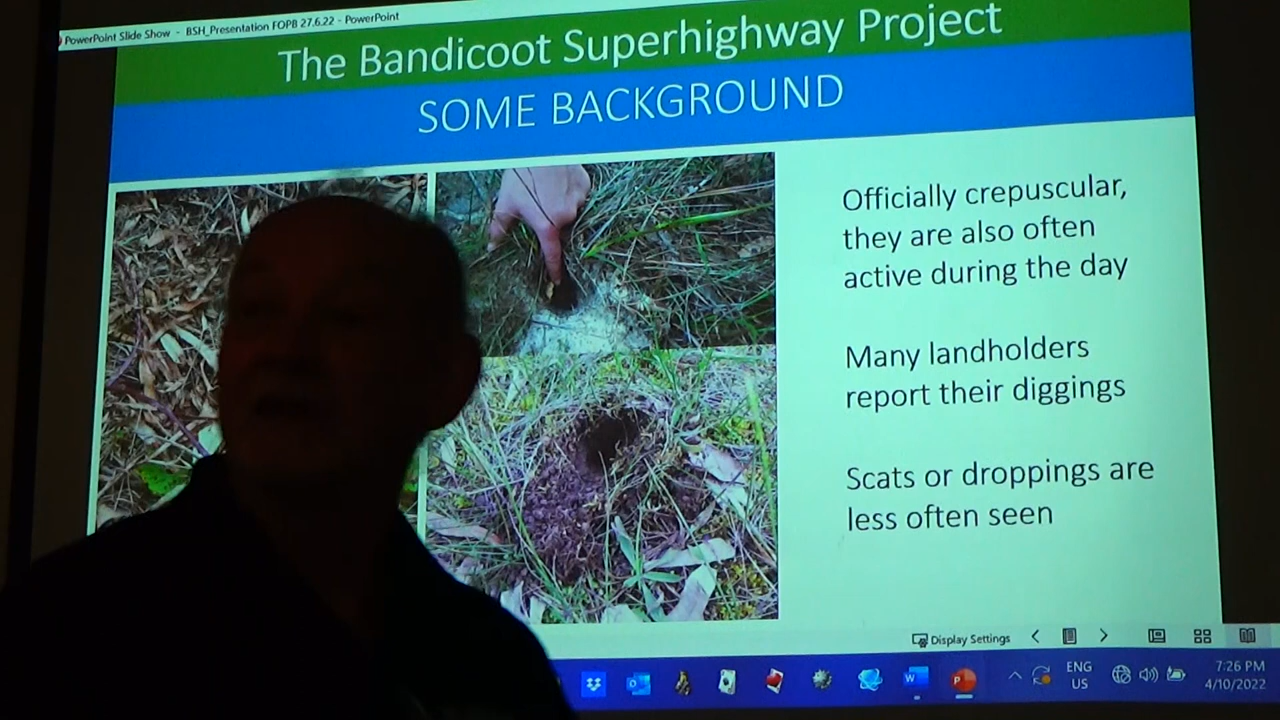 PowerPoint Slide Show - BSH_Presentation FOPB 27.6.22 - PowerPoint
The Bandicoot Superhighway Project
SOME BACKGROUND
Officially crepuscular,
they are also often
active during the day
Many landholders
report their diggings
Scats or droppings are
less often seen
Display Settings
ENG
US
7:26 PM
4/10/2022